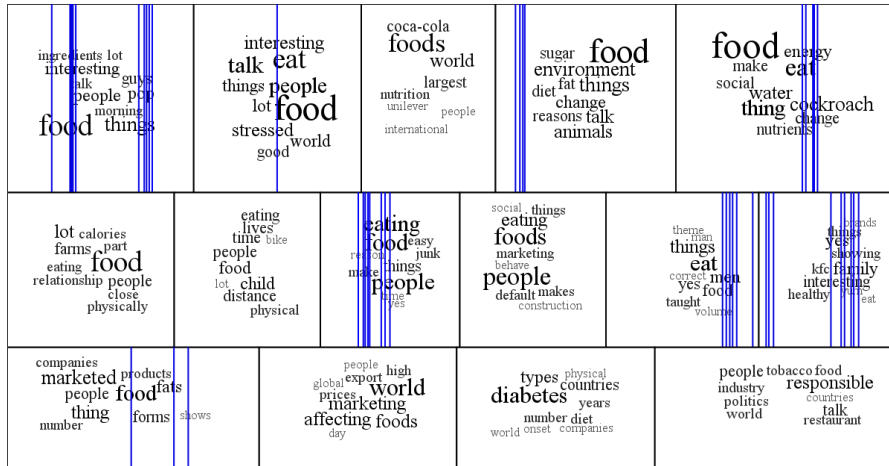 ingredients lot
interesting
talk
guys
people pop
morning
food things
interesting
talk eat
things people
lot food
stressed
world
good
coca-cola
foods
world
largest
nutrition
unilever
people
international
sugar food
environment
fat things
diet
change
reasons talk
animals
food energy
make eat
social
water
thing cockroach
change
nutrients
lot calories
farms part
food
eating
relationship people
close
physically
eating
lives
time bike
people
food
lot child
distance
physical
eating
food easy
reason junk
things
make
people
time
yes
social things
eating
foods
marketing
behave
people
default makes
construction
theme
man
things
eat
correct men
yes food
taught
volume
brands
things
yes
showing
kfc family
interesting
healthy yum
eat
companies
marketed products
people food fats
thing forms shows
number
people
export high
global world
prices
marketing
affecting foods
day
types physical
countries
diabetes
years
number diet
world onset companies
people tobacco food
industry responsible
politics countries
world talk
restaurant